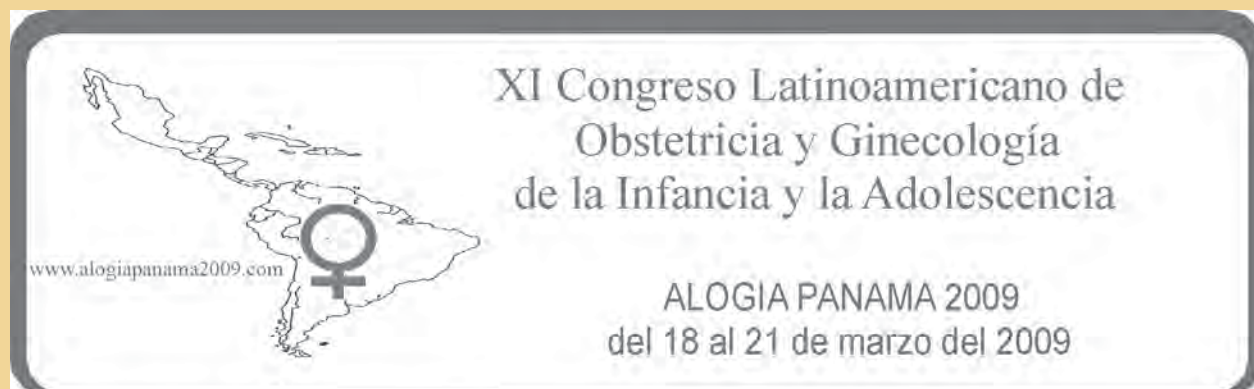 XI Congreso Latinoamericano de
Obstetricia y Ginecología
de la Infancia y la Adolescencia
www.alogiapanama2009.com
ALOGIA PANAMA 2009
del 18 al 21 de marzo del 2009